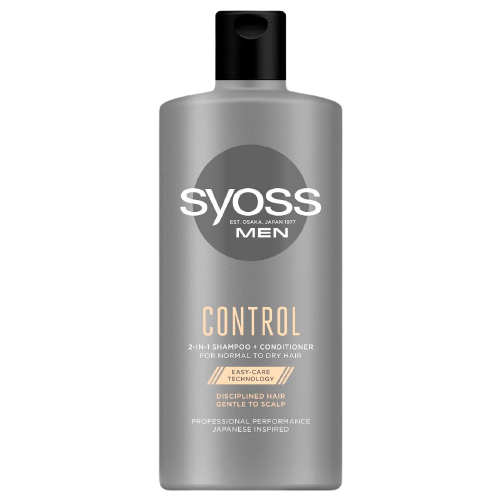 syoss
EST. OSAKA, JAPAN 1977
MEN
CONTROL
2-IN-1 SHAMPOO + CONDITIONER
FOR NORMAL TO DRY HAIR
EASY-CARE
TECHNOLOGY
DISCIPLINED HAIR
GENTLE TO SCALP
PROFESSIONAL PERFORMANCE
JAPANESE INSPIRED